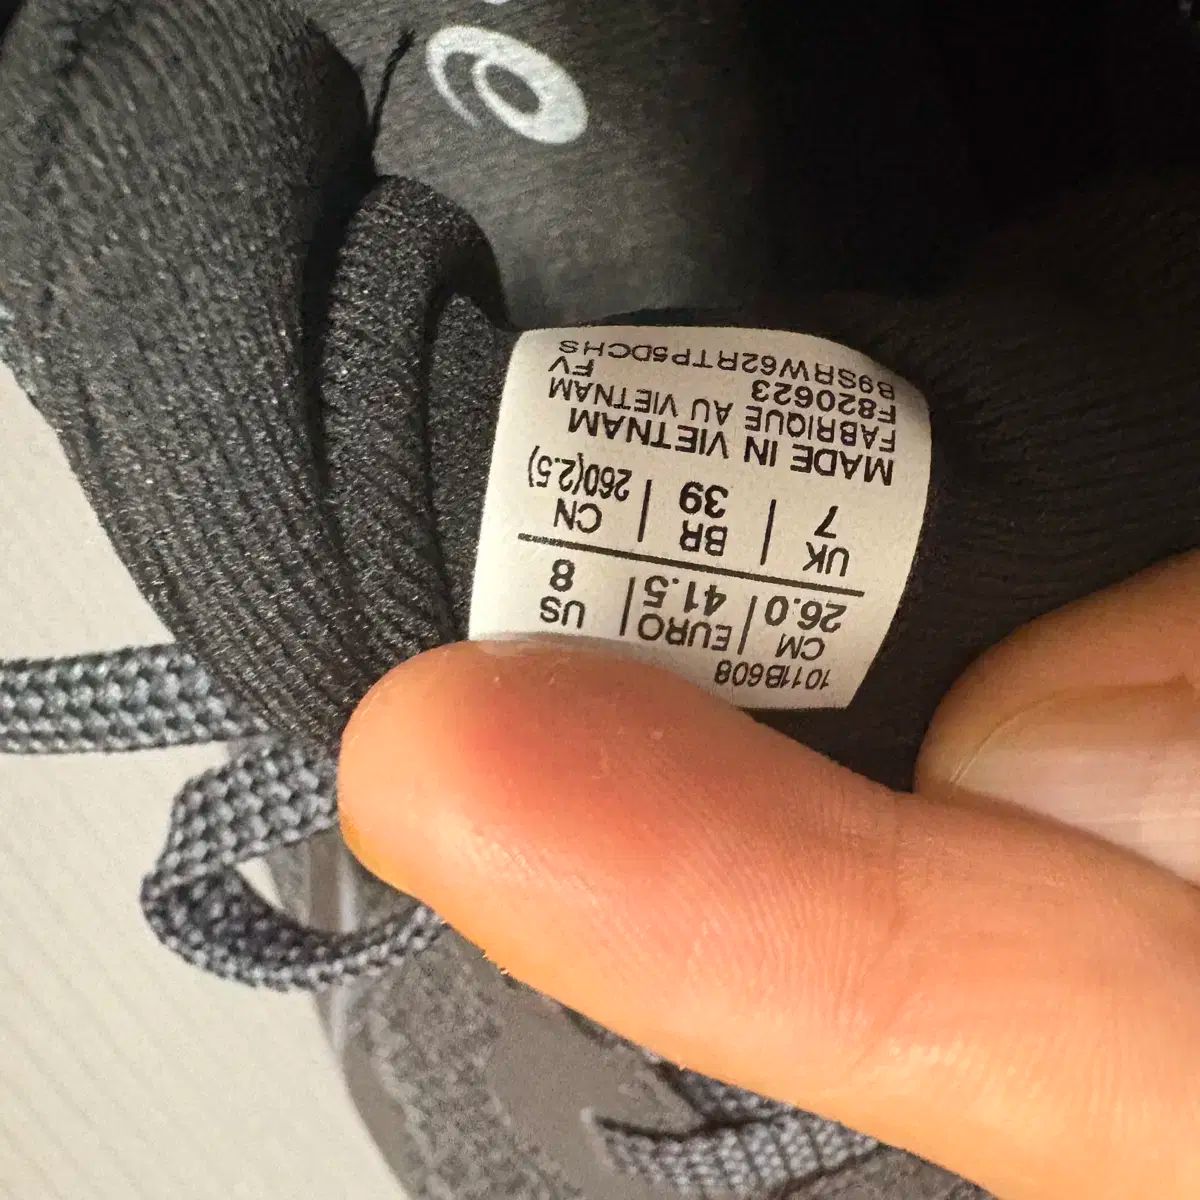 1011B608
CM | EURO | US
26.0 | 41.5 | 8
UK | BR | CN
7 | 39 | 260(2.5)
MADE IN VIETNAM
FABRIQUE AU VIETNAM
F820623 FV
B9SRW62RTP5DCHS